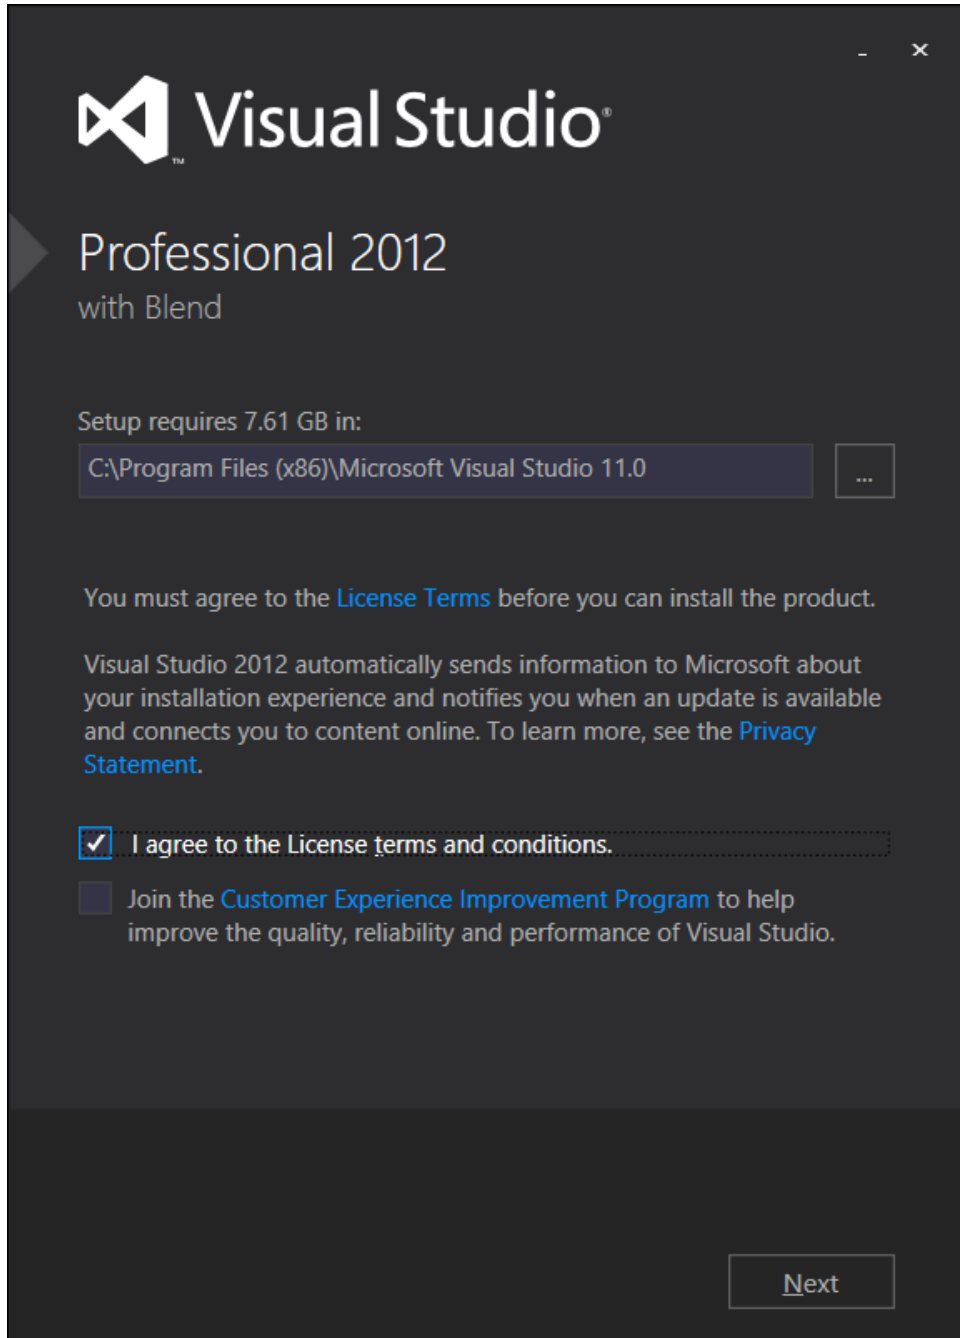 Visual Studio®
™
Professional 2012
with Blend
Setup requires 7.61 GB in:
C:\Program Files (x86)\Microsoft Visual Studio 11.0
...
You must agree to the License Terms before you can install the product.
Visual Studio 2012 automatically sends information to Microsoft about
your installation experience and notifies you when an update is available
and connects you to content online. To learn more, see the Privacy
Statement.
I agree to the License terms and conditions.
Join the Customer Experience Improvement Program to help
improve the quality, reliability and performance of Visual Studio.
Next